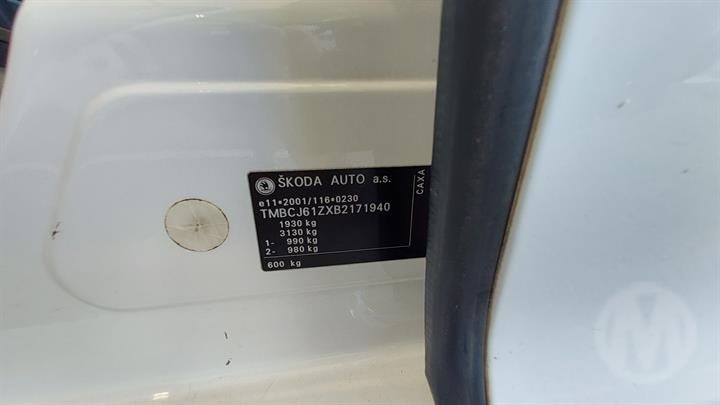 ŠKODA AUTO a.s.
e11*2001/116*0230
TMBCJ61ZXB2171940
1930 kg
3130 kg
1- 990 kg
2- 980 kg
600 kg
CAXA
M